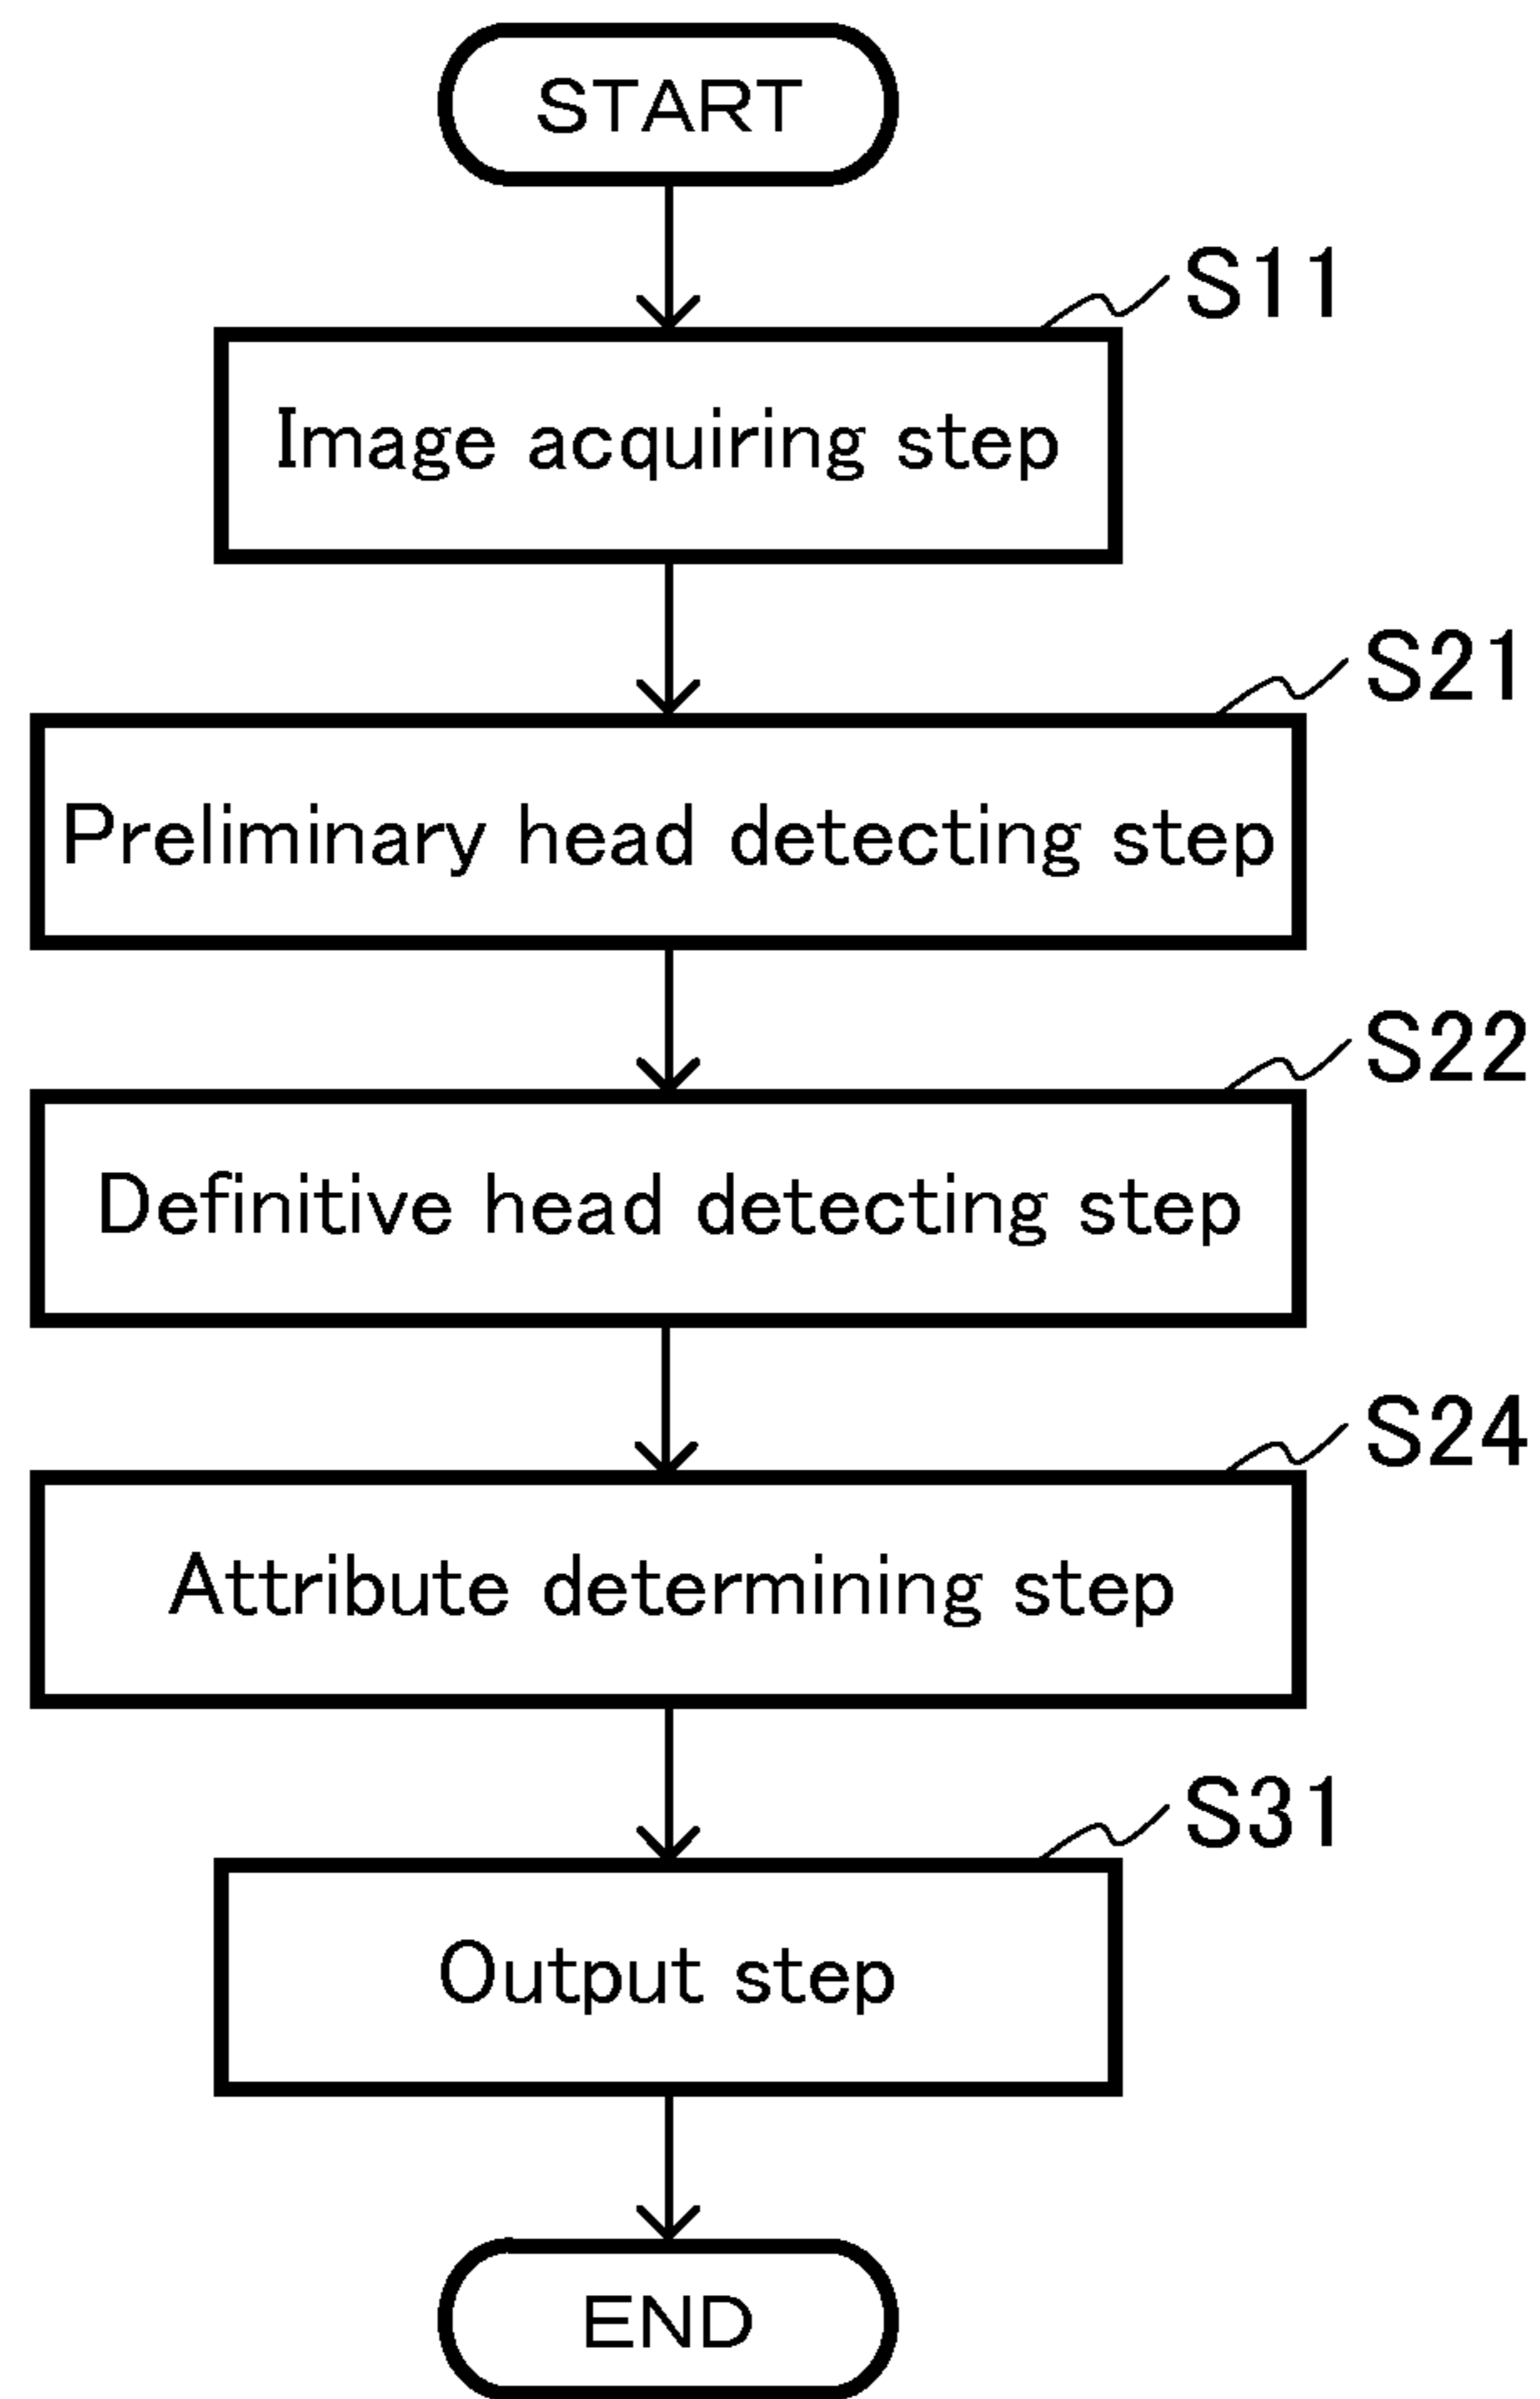 START
S11
Image acquiring step
S21
Preliminary head detecting step
S22
Definitive head detecting step
S24
Attribute determining step
S31
Output step
END